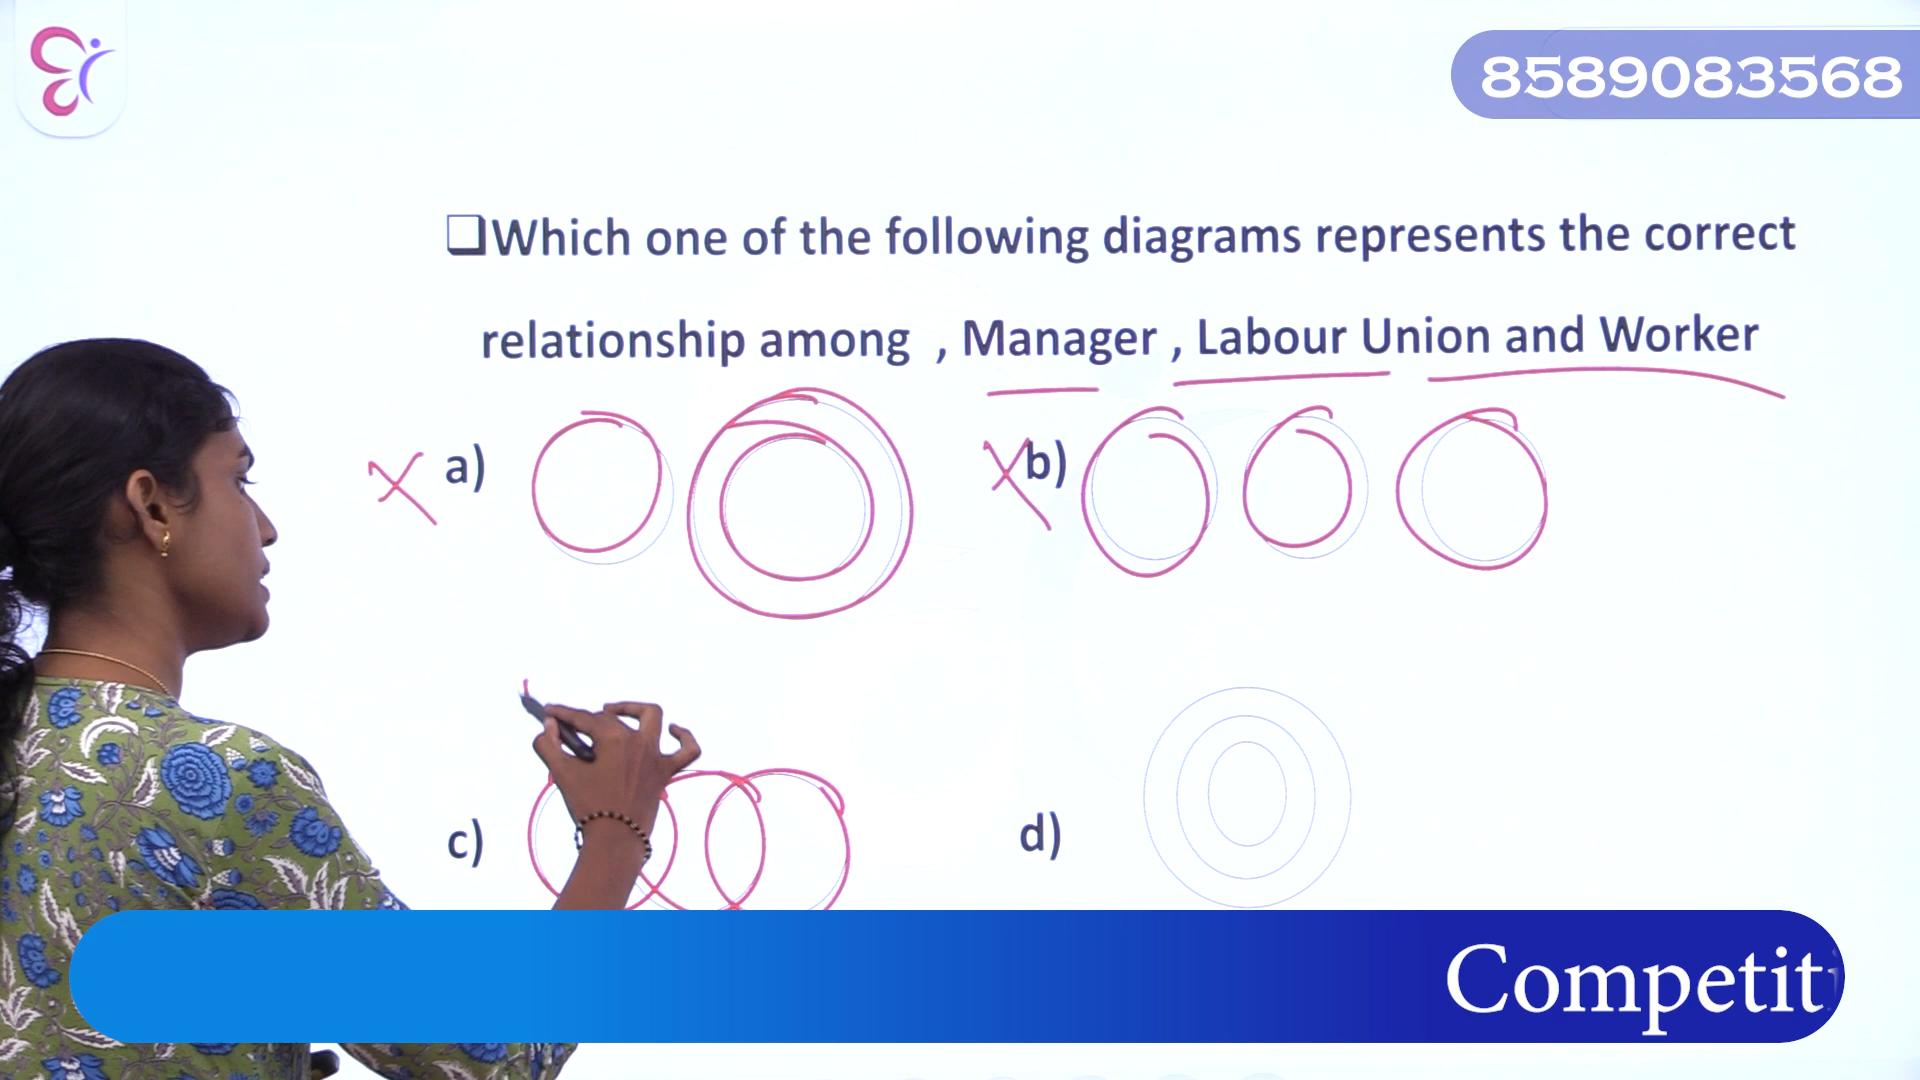 8589083568
❑Which one of the following diagrams represents the correct
relationship among , Manager , Labour Union and Worker
a)
b)
c)
d)
Competit